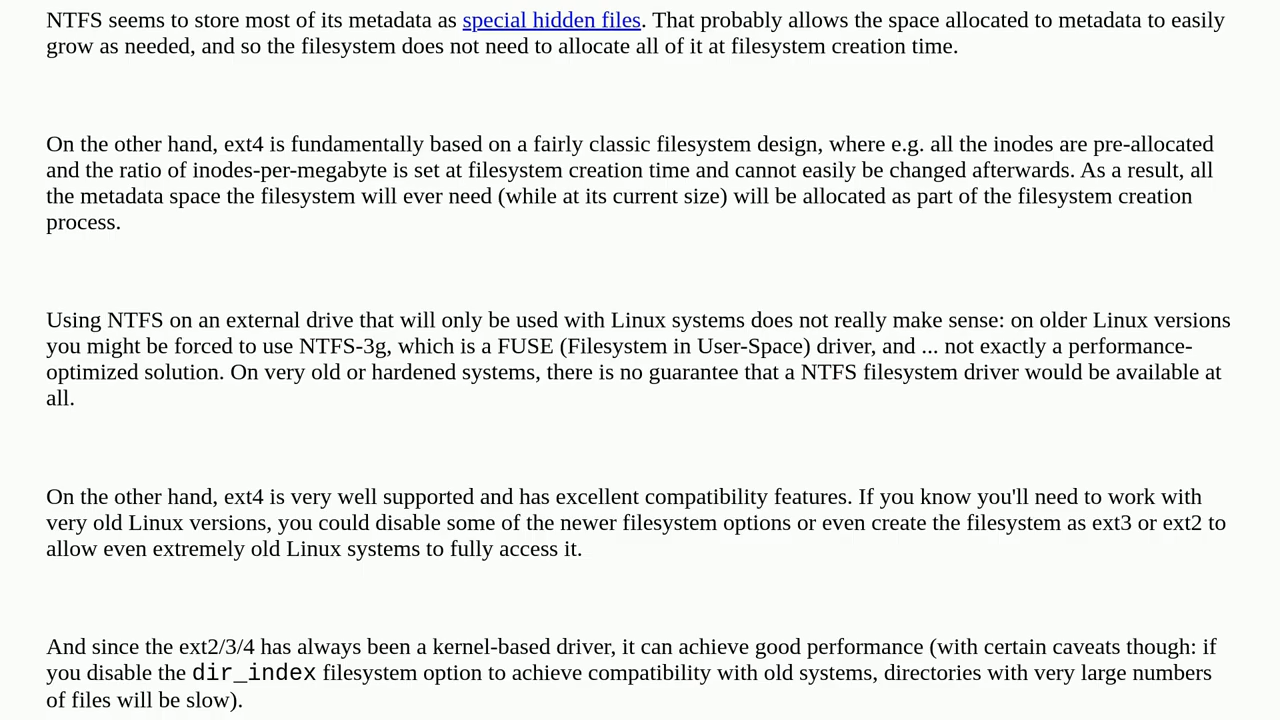 NTFS seems to store most of its metadata as special hidden files. That probably allows the space allocated to metadata to easily
grow as needed, and so the filesystem does not need to allocate all of it at filesystem creation time.
On the other hand, ext4 is fundamentally based on a fairly classic filesystem design, where e.g. all the inodes are pre-allocated
and the ratio of inodes-per-megabyte is set at filesystem creation time and cannot easily be changed afterwards. As a result, all
the metadata space the filesystem will ever need (while at its current size) will be allocated as part of the filesystem creation
process.
Using NTFS on an external drive that will only be used with Linux systems does not really make sense: on older Linux versions
you might be forced to use NTFS-3g, which is a FUSE (Filesystem in User-Space) driver, and ... not exactly a performance-
optimized solution. On very old or hardened systems, there is no guarantee that a NTFS filesystem driver would be available at
all.
On the other hand, ext4 is very well supported and has excellent compatibility features. If you know you'll need to work with
very old Linux versions, you could disable some of the newer filesystem options or even create the filesystem as ext3 or ext2 to
allow even extremely old Linux systems to fully access it.
And since the ext2/3/4 has always been a kernel-based driver, it can achieve good performance (with certain caveats though: if
you disable the dir_index filesystem option to achieve compatibility with old systems, directories with very large numbers
of files will be slow).